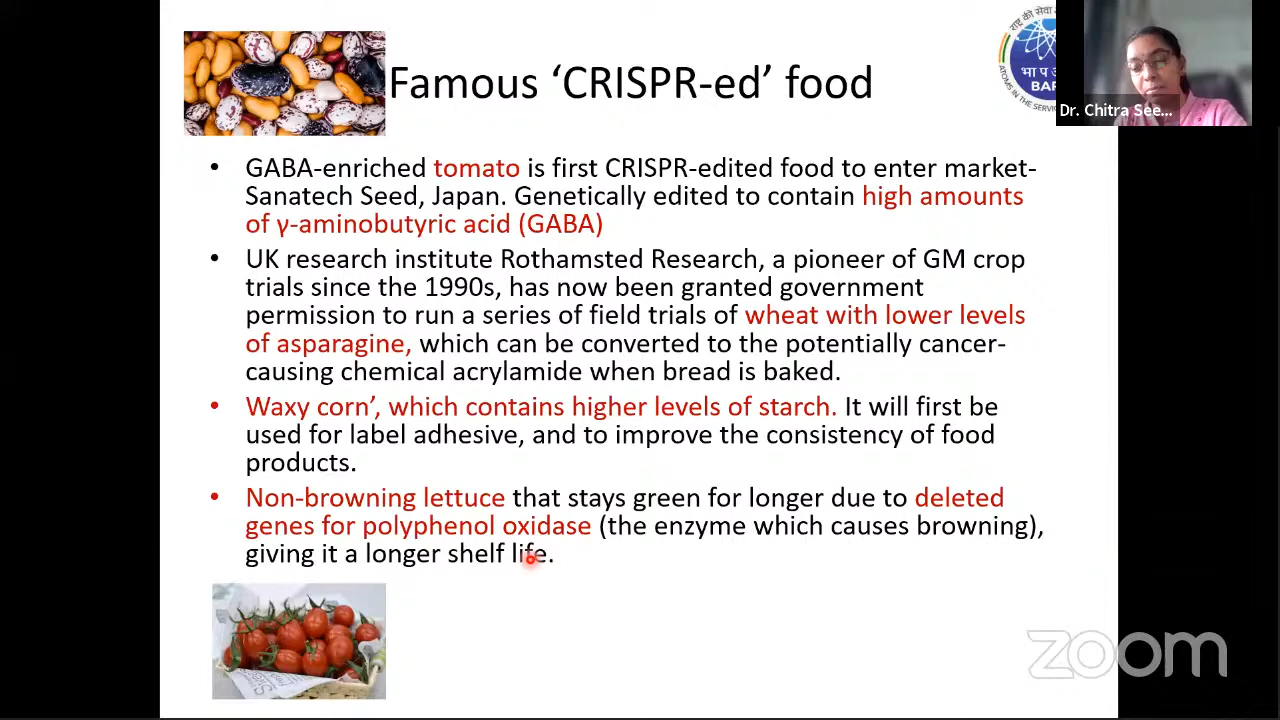 Famous ‘CRISPR-ed’ food
राष्ट्र की सेवा
भा प
BAR
ATOMS IN THE SERVICE
Dr. Chitra See...
• GABA-enriched tomato is first CRISPR-edited food to enter market-
Sanatech Seed, Japan. Genetically edited to contain high amounts
of γ-aminobutyric acid (GABA)
• UK research institute Rothamsted Research, a pioneer of GM crop
trials since the 1990s, has now been granted government
permission to run a series of field trials of wheat with lower levels
of asparagine, which can be converted to the potentially cancer-
causing chemical acrylamide when bread is baked.
• Waxy corn’, which contains higher levels of starch. It will first be
used for label adhesive, and to improve the consistency of food
products.
• Non-browning lettuce that stays green for longer due to deleted
genes for polyphenol oxidase (the enzyme which causes browning),
giving it a longer shelf life.
zoom